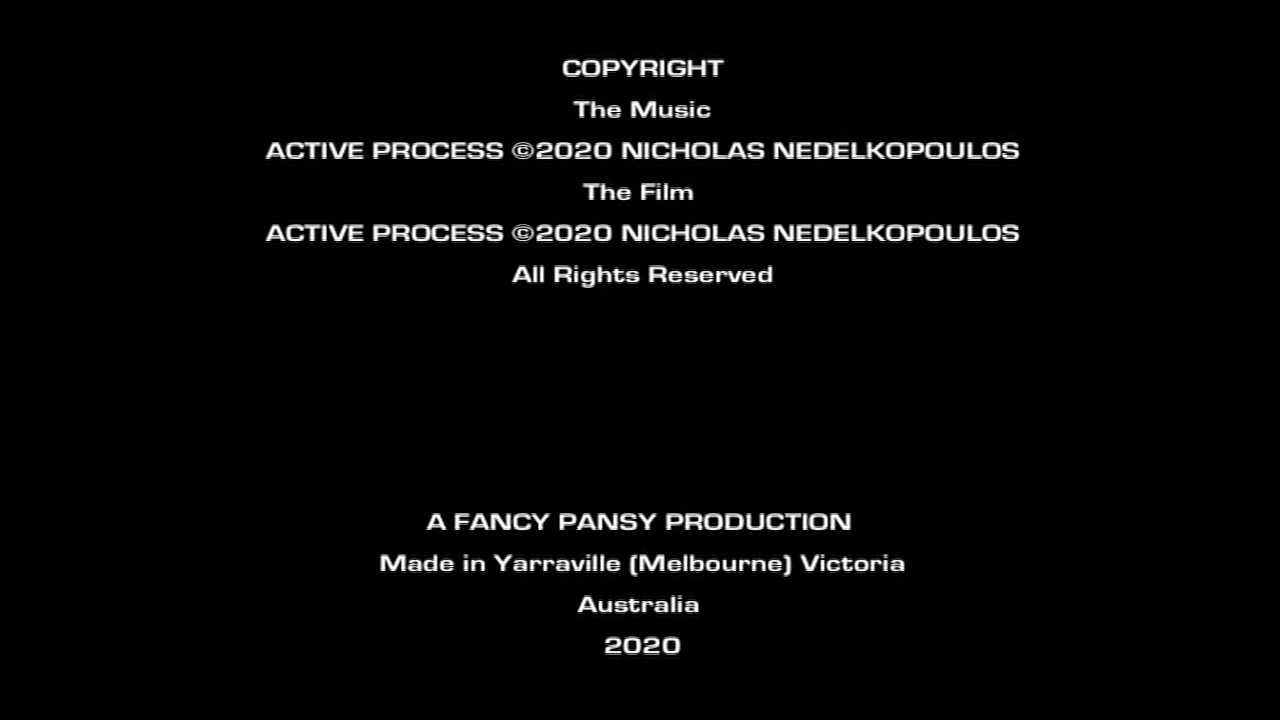 COPYRIGHT
The Music
ACTIVE PROCESS ©2020 NICHOLAS NEDELKOPOULOS
The Film
ACTIVE PROCESS ©2020 NICHOLAS NEDELKOPOULOS
All Rights Reserved
A FANCY PANSY PRODUCTION
Made in Yarraville (Melbourne) Victoria
Australia
2020